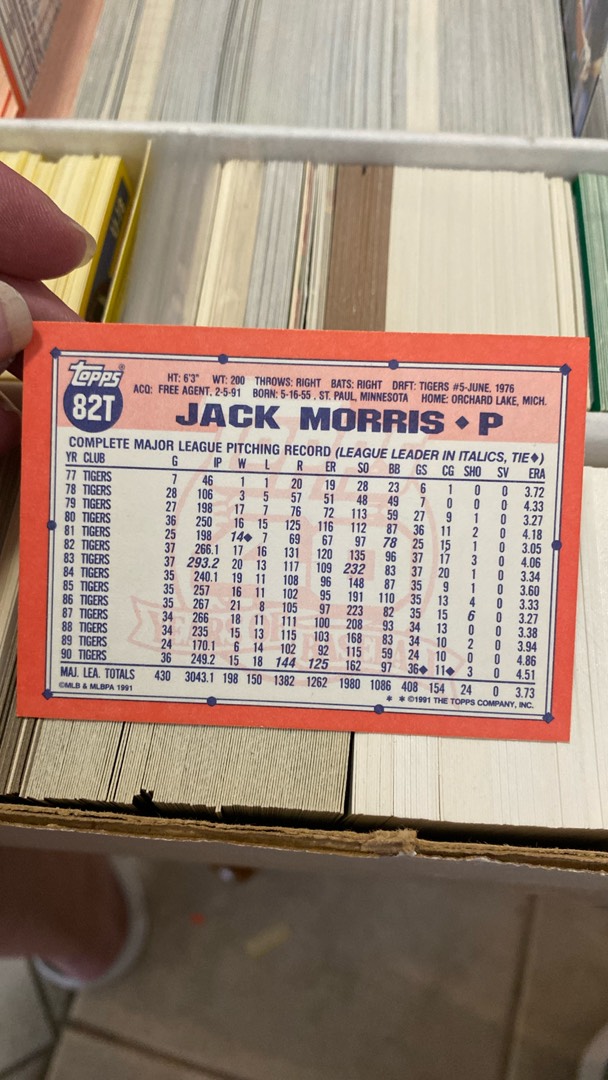 topps®
82T
HT: 6'3" WT: 200 THROWS: RIGHT BATS: RIGHT DRFT: TIGERS #5-JUNE, 1976
ACQ: FREE AGENT, 2-5-91 BORN: 5-16-55, ST. PAUL, MINNESOTA HOME: ORCHARD LAKE, MICH.
JACK MORRIS ◆ P
COMPLETE MAJOR LEAGUE PITCHING RECORD (LEAGUE LEADER IN ITALICS, TIE◆)
YR CLUB G IP W L R ER SO BB GS CG SHO SV ERA
77 TIGERS 7 46 1 1 20 19 28 23 6 1 0 0 3.72
78 TIGERS 28 106 3 5 57 51 48 49 7 0 0 0 4.33
79 TIGERS 27 198 17 7 76 72 113 59 27 9 1 0 3.27
80 TIGERS 36 250 16 15 125 116 112 87 36 11 2 0 4.18
81 TIGERS 25 198 14◆ 7 69 67 97 78 25 15 1 0 3.05
82 TIGERS 37 266.1 17 16 131 120 135 96 37 17 3 0 4.06
83 TIGERS 37 293.2 20 13 117 109 232 83 37 20 1 0 3.34
84 TIGERS 35 240.1 19 11 108 96 148 87 35 9 1 0 3.60
85 TIGERS 35 257 16 11 102 95 191 110 35 13 4 0 3.33
86 TIGERS 35 267 21 8 105 97 223 82 35 15 6 0 3.27
87 TIGERS 34 266 18 11 111 100 208 93 34 13 0 0 3.38
88 TIGERS 34 235 15 13 115 103 168 83 34 10 2 0 3.94
89 TIGERS 24 170.1 6 14 102 92 115 59 24 10 0 0 4.86
90 TIGERS 36 249.2 15 18 144 125 162 97 36◆ 11◆ 3 0 4.51
MAJ. LEA. TOTALS 430 3043.1 198 150 1382 1262 1980 1086 408 154 24 0 3.73
©MLB & MLBPA 1991 * * ©1991 THE TOPPS COMPANY, INC.
TOPPS
40
YEARS OF BASEBALL